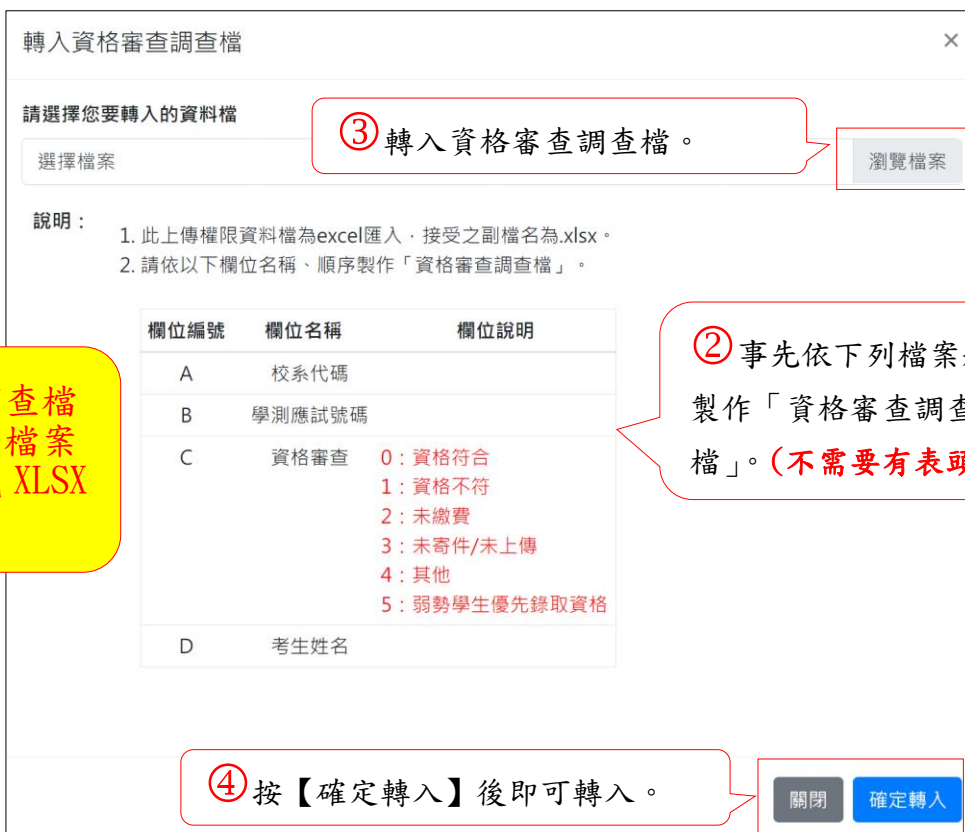 轉入資格審查調查檔 ×
請選擇您要轉入的資料檔
③轉入資格審查調查檔。
選擇檔案
瀏覽檔案
說明：
1. 此上傳權限資料檔為excel匯入，接受之副檔名為.xlsx。
2. 請依以下欄位名稱、順序製作「資格審查調查檔」。
欄位編號 欄位名稱 欄位說明
A 校系代碼
B 學測應試號碼
C 資格審查 0：資格符合
1：資格不符
2：未繳費
3：未寄件/未上傳
4：其他
5：弱勢學生優先錄取資格
D 考生姓名
②事先依下列檔案
製作「資格審查調查
檔」。(不需要有表頭
查檔
檔案
XLSX
④按【確定轉入】後即可轉入。
關閉 確定轉入